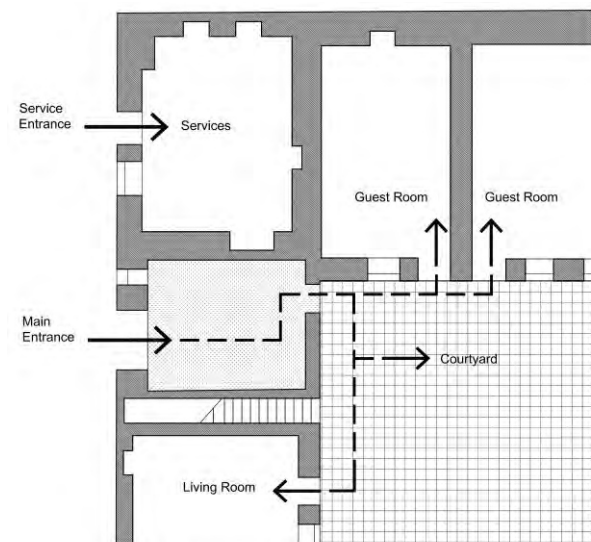 Service
Entrance
Services
Guest Room
Guest Room
Main
Entrance
Courtyard
Living Room